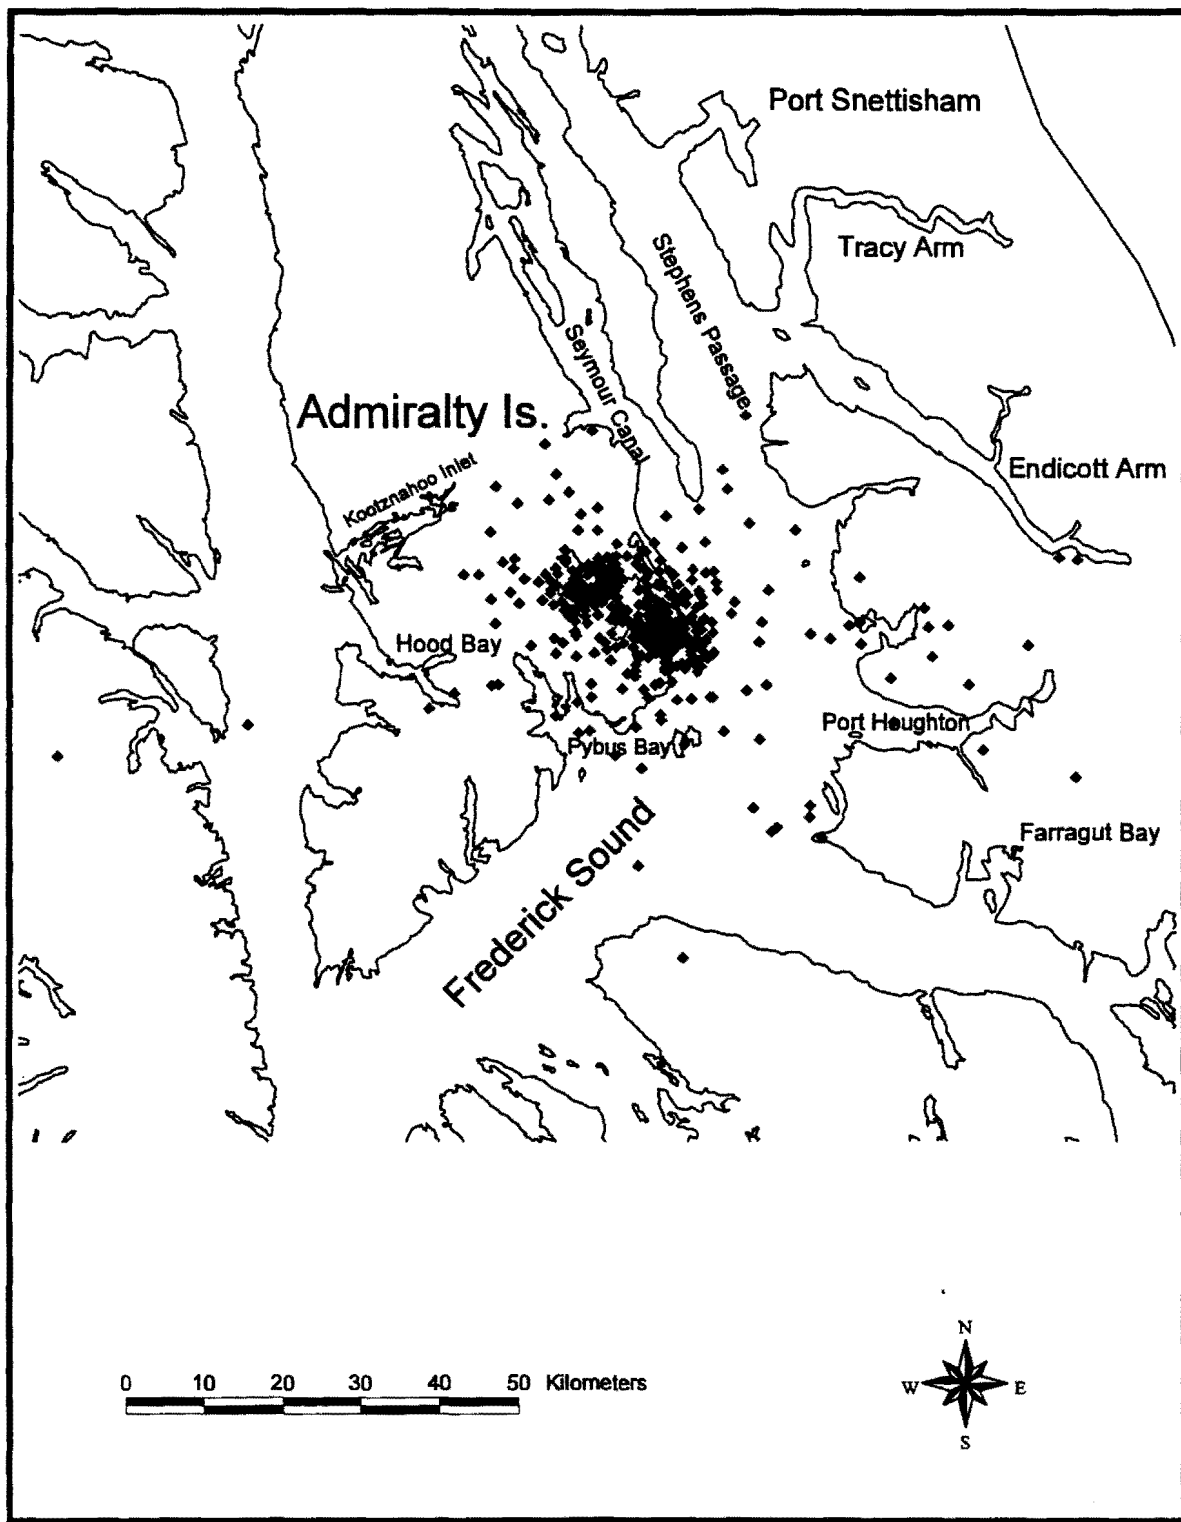 Port Snettisham
Tracy Arm
Stephens Passage
Seymour Canal
Admiralty Is.
Kootznahoo Inlet
Endicott Arm
Hood Bay
Port Houghton
Pybus Bay
Farragut Bay
Frederick Sound
N
W E
S
0 10 20 30 40 50 Kilometers